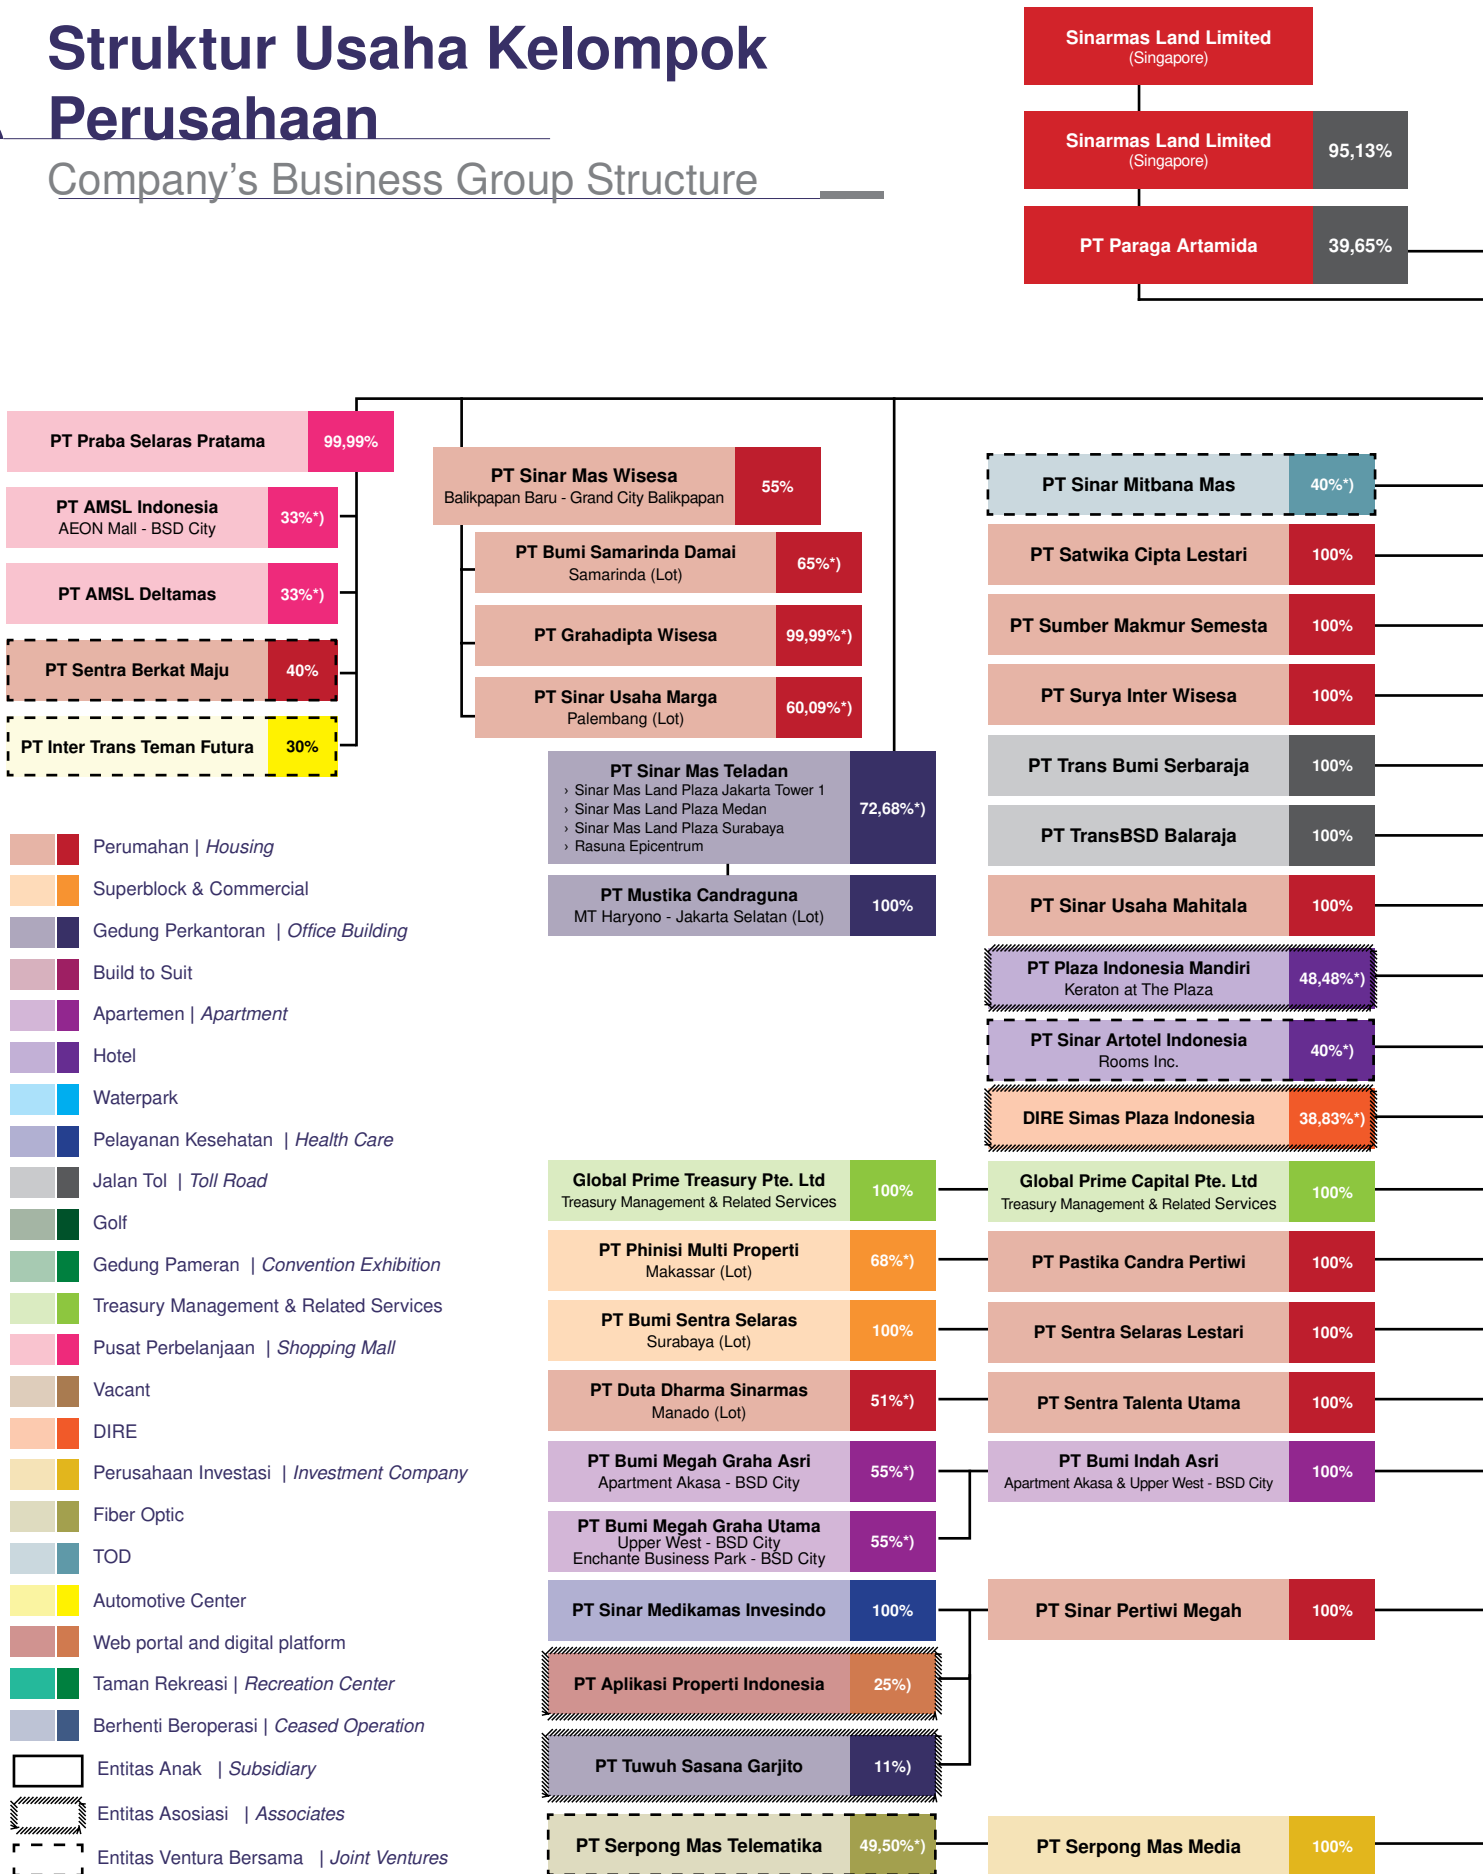 Struktur Usaha Kelompok
Perusahaan
Company's Business Group Structure
Sinarmas Land Limited
(Singapore)
Sinarmas Land Limited
(Singapore)
95,13%
PT Paraga Artamida
39,65%
PT Praba Selaras Pratama
99,99%
PT AMSL Indonesia
AEON Mall - BSD City
33%*)
PT AMSL Deltamas
33%*)
PT Sentra Berkat Maju
40%
PT Inter Trans Teman Futura
30%
PT Sinar Mas Wisesa
Balikpapan Baru - Grand City Balikpapan
55%
PT Bumi Samarinda Damai
Samarinda (Lot)
65%*)
PT Grahadipta Wisesa
99,99%*)
PT Sinar Usaha Marga
Palembang (Lot)
60,09%*)
PT Sinar Mas Teladan
› Sinar Mas Land Plaza Jakarta Tower 1
› Sinar Mas Land Plaza Medan
› Sinar Mas Land Plaza Surabaya
› Rasuna Epicentrum
72,68%*)
PT Mustika Candraguna
MT Haryono - Jakarta Selatan (Lot)
100%
PT Sinar Mitbana Mas
40%*)
PT Satwika Cipta Lestari
100%
PT Sumber Makmur Semesta
100%
PT Surya Inter Wisesa
100%
PT Trans Bumi Serbaraja
100%
PT TransBSD Balaraja
100%
PT Sinar Usaha Mahitala
100%
PT Plaza Indonesia Mandiri
Keraton at The Plaza
48,48%*)
PT Sinar Artotel Indonesia
Rooms Inc.
40%*)
DIRE Simas Plaza Indonesia
38,83%*)
Global Prime Treasury Pte. Ltd
Treasury Management & Related Services
100%
Global Prime Capital Pte. Ltd
Treasury Management & Related Services
100%
PT Phinisi Multi Properti
Makassar (Lot)
68%*)
PT Pastika Candra Pertiwi
100%
PT Bumi Sentra Selaras
Surabaya (Lot)
100%
PT Sentra Selaras Lestari
100%
PT Duta Dharma Sinarmas
Manado (Lot)
51%*)
PT Sentra Talenta Utama
100%
PT Bumi Megah Graha Asri
Apartment Akasa - BSD City
55%*)
PT Bumi Indah Asri
Apartment Akasa & Upper West - BSD City
100%
PT Bumi Megah Graha Utama
Upper West - BSD City
Enchante Business Park - BSD City
55%*)
PT Sinar Medikamas Invesindo
100%
PT Sinar Pertiwi Megah
100%
PT Aplikasi Properti Indonesia
25%)
PT Tuwuh Sasana Garjito
11%)
PT Serpong Mas Telematika
49,50%*)
PT Serpong Mas Media
100%
Perumahan | Housing
Superblock & Commercial
Gedung Perkantoran | Office Building
Build to Suit
Apartemen | Apartment
Hotel
Waterpark
Pelayanan Kesehatan | Health Care
Jalan Tol | Toll Road
Golf
Gedung Pameran | Convention Exhibition
Treasury Management & Related Services
Pusat Perbelanjaan | Shopping Mall
Vacant
DIRE
Perusahaan Investasi | Investment Company
Fiber Optic
TOD
Automotive Center
Web portal and digital platform
Taman Rekreasi | Recreation Center
Berhenti Beroperasi | Ceased Operation
Entitas Anak | Subsidiary
Entitas Asosiasi | Associates
Entitas Ventura Bersama | Joint Ventures